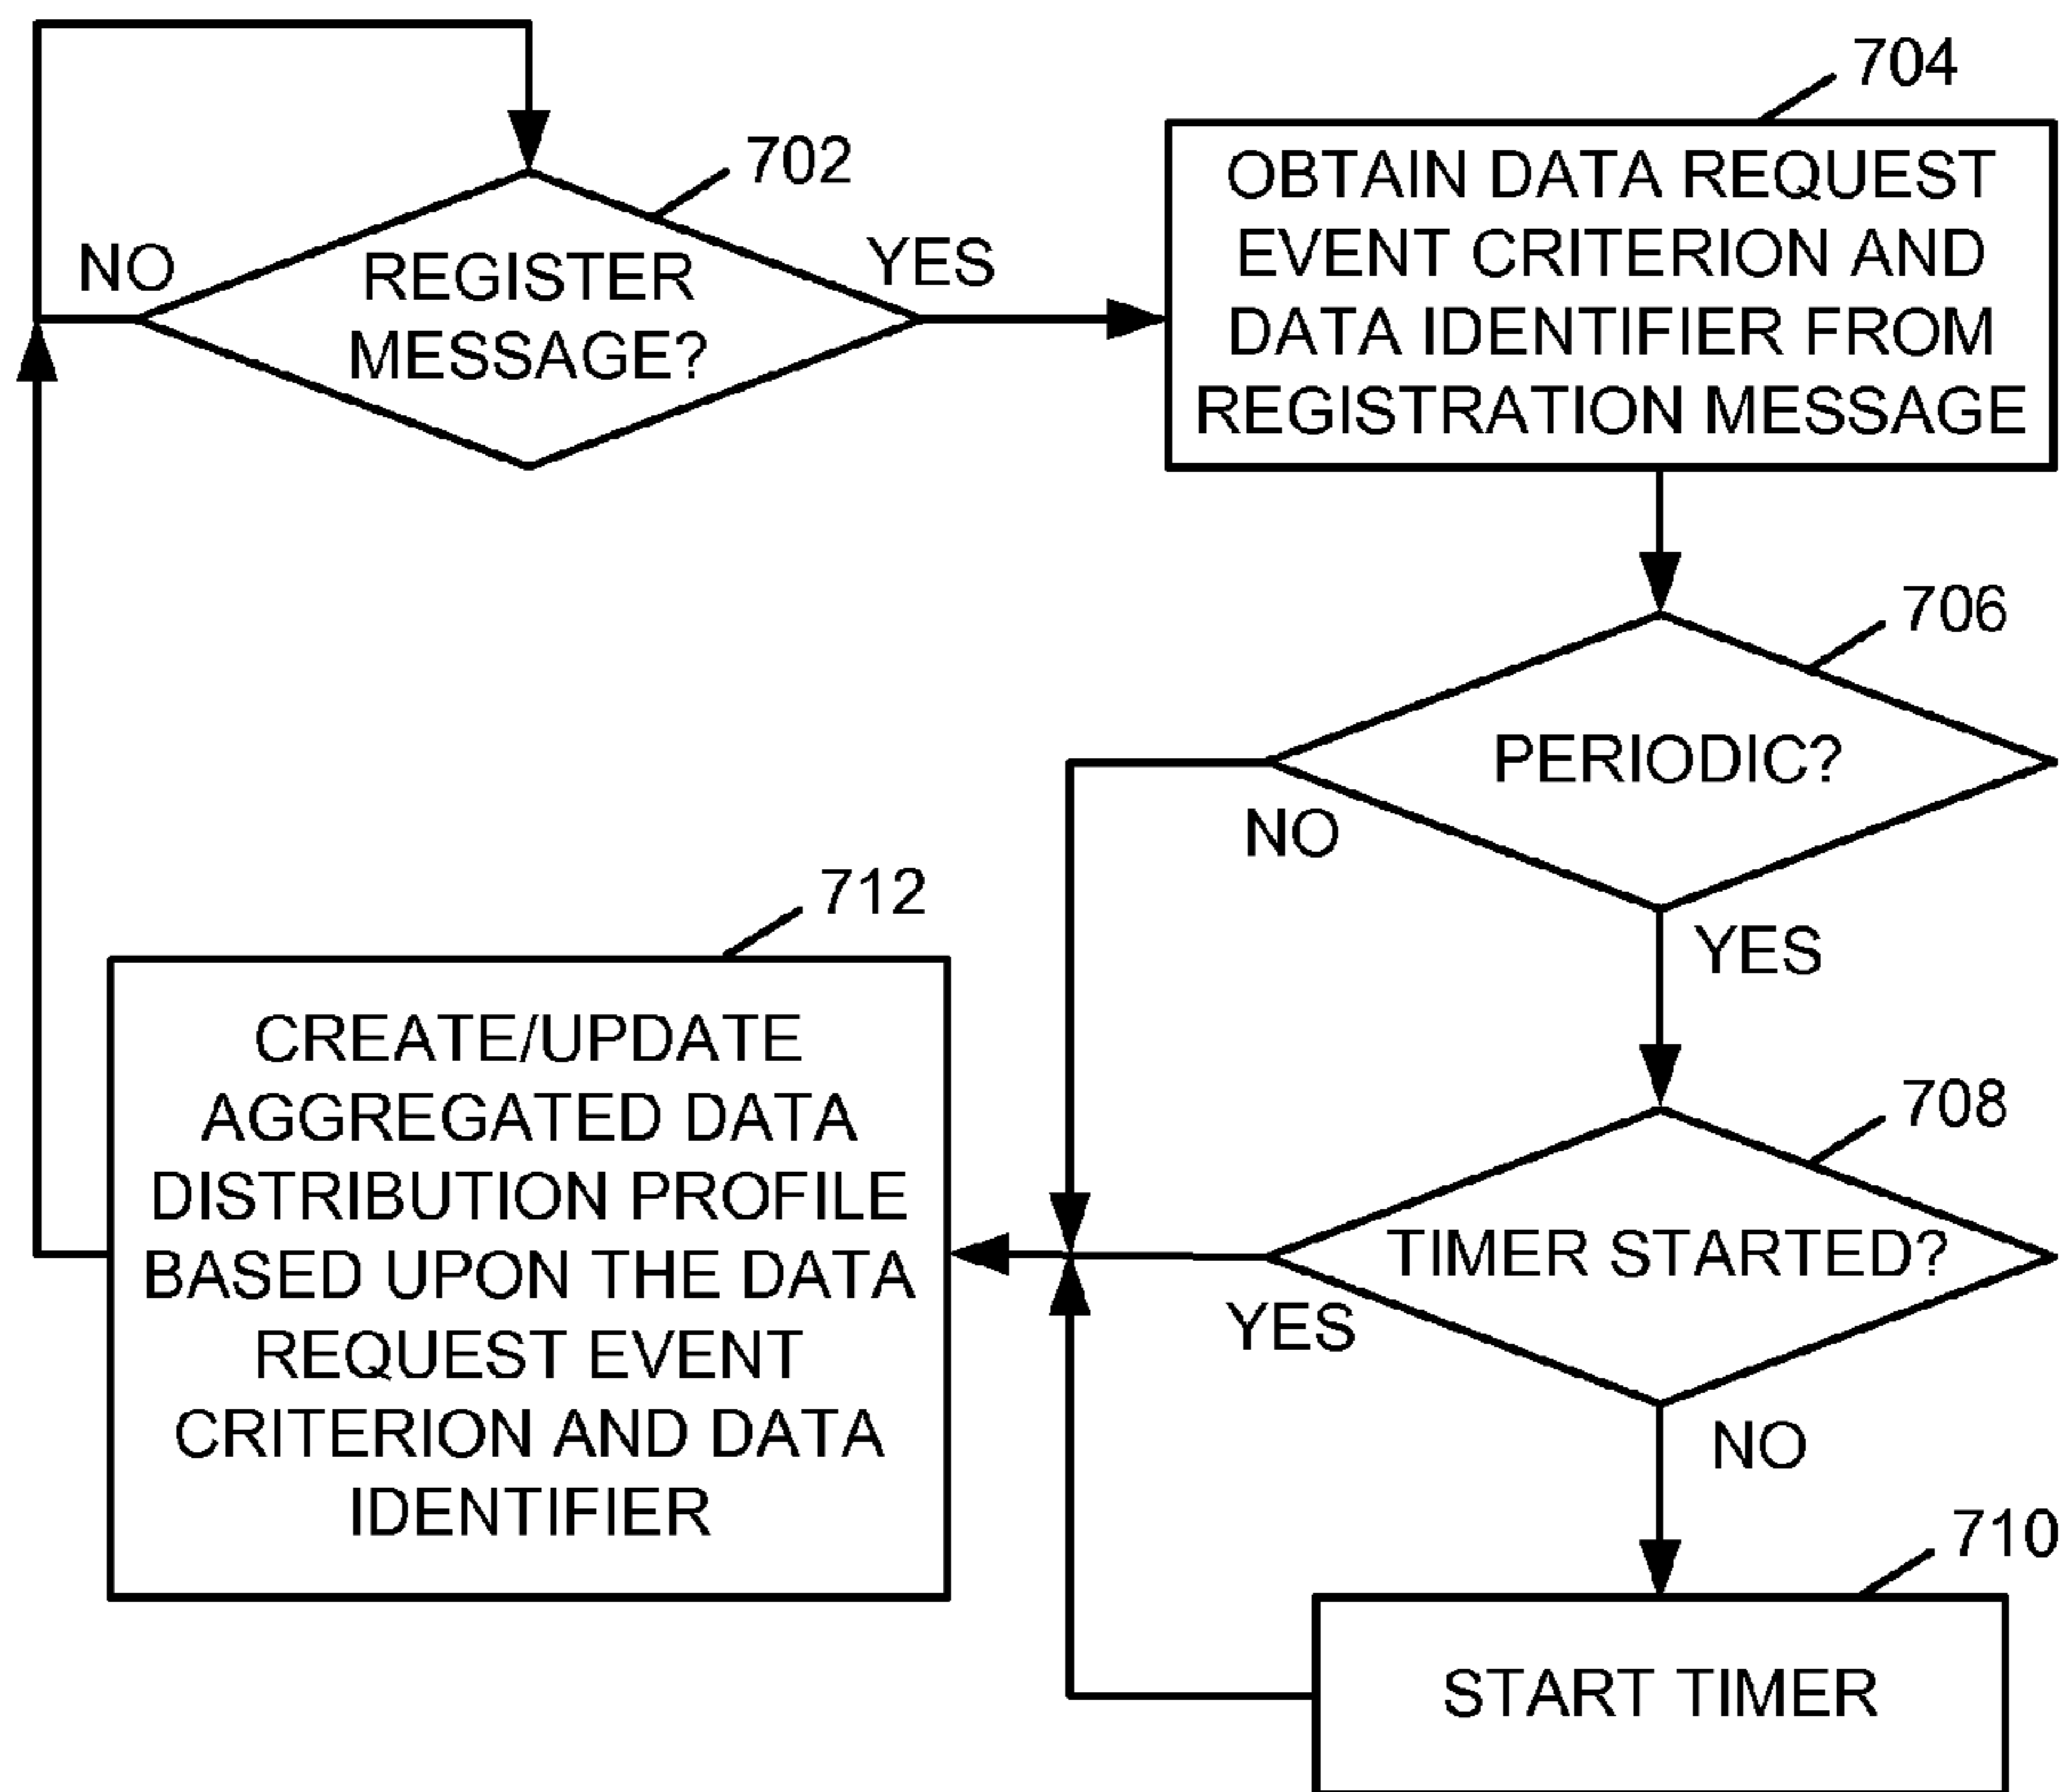 702
NO
REGISTER
MESSAGE?
YES
704
OBTAIN DATA REQUEST
EVENT CRITERION AND
DATA IDENTIFIER FROM
REGISTRATION MESSAGE
706
PERIODIC?
NO
YES
708
TIMER STARTED?
YES
NO
710
START TIMER
712
CREATE/UPDATE
AGGREGATED DATA
DISTRIBUTION PROFILE
BASED UPON THE DATA
REQUEST EVENT
CRITERION AND DATA
IDENTIFIER